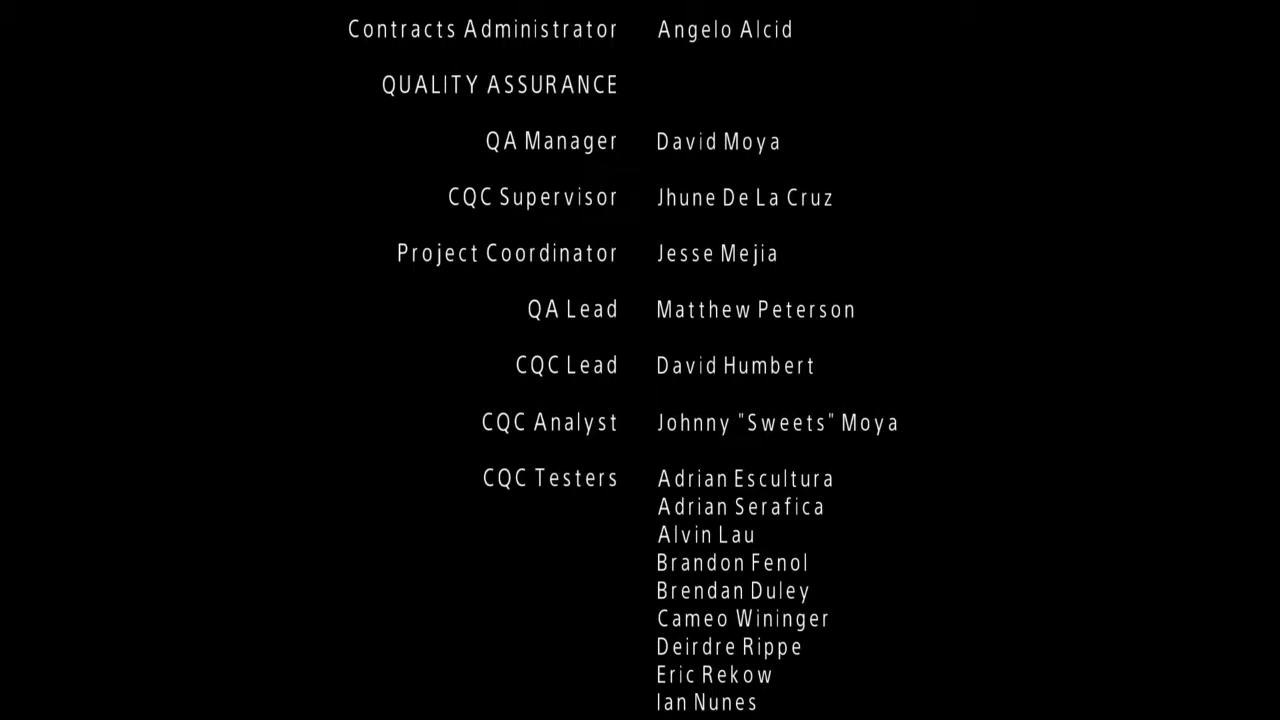 Contracts Administrator Angelo Alcid
QUALITY ASSURANCE
QA Manager David Moya
CQC Supervisor Jhune De La Cruz
Project Coordinator Jesse Mejia
QA Lead Matthew Peterson
CQC Lead David Humbert
CQC Analyst Johnny "Sweets" Moya
CQC Testers Adrian Escultura
Adrian Serafica
Alvin Lau
Brandon Fenol
Brendan Duley
Cameo Wininger
Deirdre Rippe
Eric Rekow
Ian Nunes